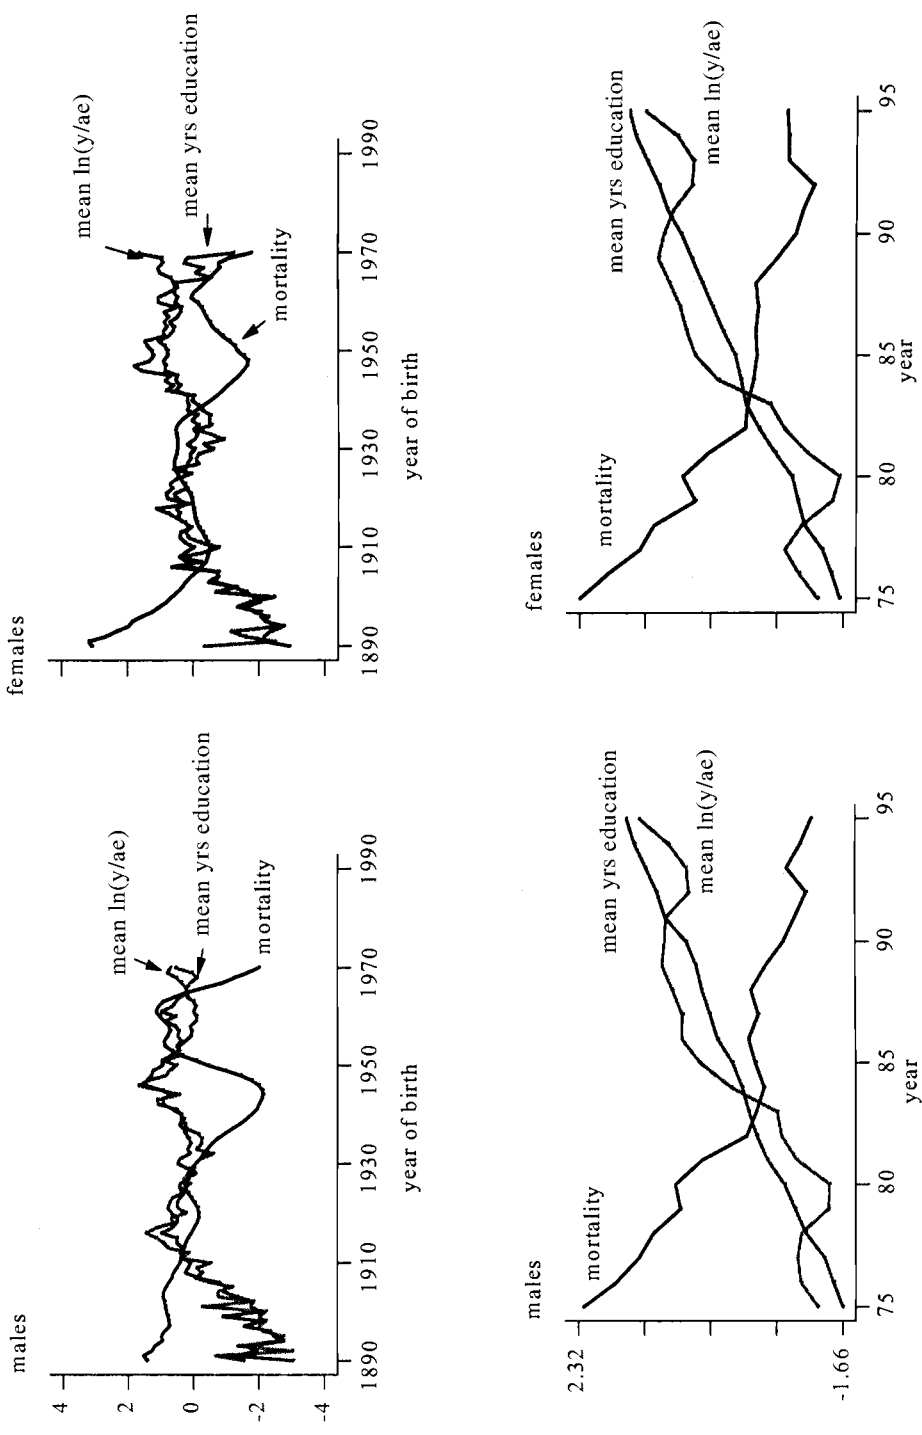 males
mean ln(y/ae)
mean yrs education
mortality
4
2
0
-2
-4
1890
1910
1930
1950
1970
1990
year of birth
females
mean ln(y/ae)
mean yrs education
mortality
1890
1910
1930
1950
1970
1990
year of birth
males
mortality
mean yrs education
mean ln(y/ae)
2.32
-1.66
75
80
85
90
95
year
females
mortality
mean yrs education
mean ln(y/ae)
75
80
85
90
95
year